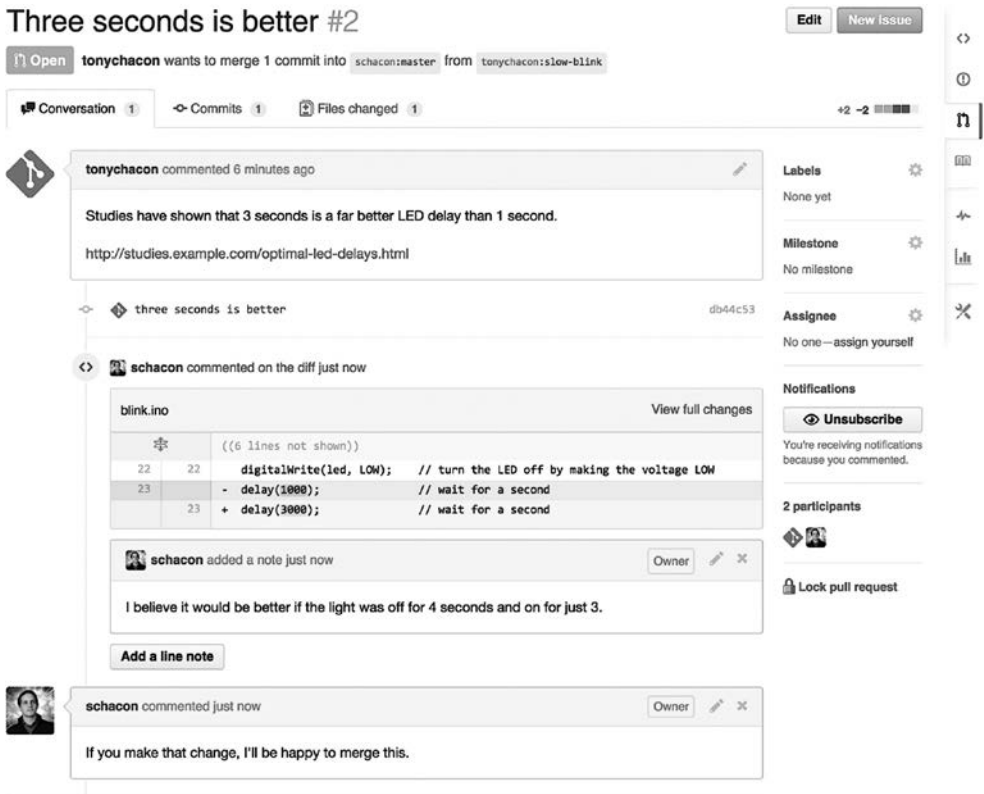 Three seconds is better #2
Edit
New issue
Open
tonychacon wants to merge 1 commit into schacon:master from tonychacon:slow-blink
Conversation 1
Commits 1
Files changed 1
+2 −2
tonychacon commented 6 minutes ago
Studies have shown that 3 seconds is a far better LED delay than 1 second.
http://studies.example.com/optimal-led-delays.html
three seconds is better db44c53
schacon commented on the diff just now
blink.ino View full changes
((6 lines not shown))
22 22 digitalWrite(led, LOW); // turn the LED off by making the voltage LOW
23 - delay(1000); // wait for a second
23 + delay(3000); // wait for a second
schacon added a note just now Owner
I believe it would be better if the light was off for 4 seconds and on for just 3.
Add a line note
schacon commented just now Owner
If you make that change, I'll be happy to merge this.
Labels
None yet
Milestone
No milestone
Assignee
No one—assign yourself
Notifications
Unsubscribe
You're receiving notifications
because you commented.
2 participants
Lock pull request